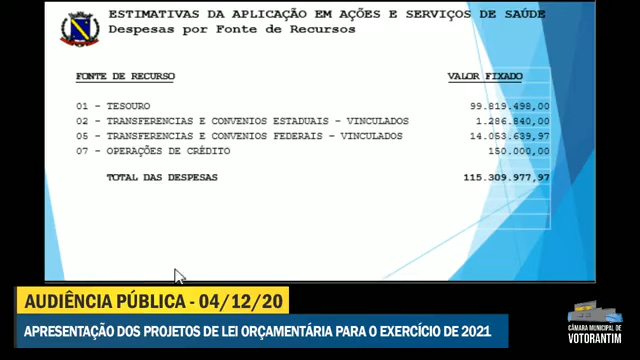 ESTIMATIVAS DA APLICAÇÃO EM AÇÕES E SERVIÇOS DE SAÚDE
Despesas por Fonte de Recursos
FONTE DE RECURSO VALOR FIXADO
01 - TESOURO 99.819.498,00
02 - TRANSFERENCIAS E CONVENIOS ESTADUAIS - VINCULADOS 1.286.840,00
05 - TRANSFERENCIAS E CONVENIOS FEDERAIS - VINCULADOS 14.053.639,97
07 - OPERAÇÕES DE CRÉDITO 150.000,00
TOTAL DAS DESPESAS 115.309.977,97
AUDIÊNCIA PÚBLICA - 04/12/20
APRESENTAÇÃO DOS PROJETOS DE LEI ORÇAMENTÁRIA PARA O EXERCÍCIO DE 2021
CÂMARA MUNICIPAL DE
VOTORANTIM